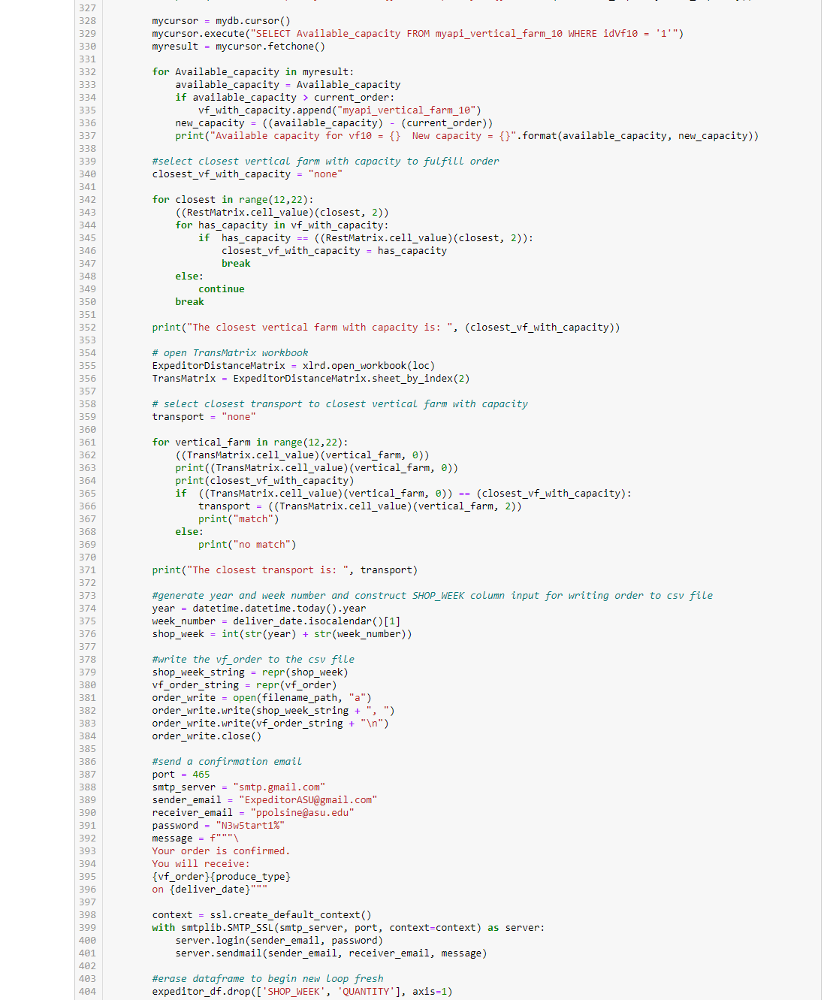 327
328 mycursor = mydb.cursor()
329 mycursor.execute("SELECT Available_capacity FROM myapi_vertical_farm_10 WHERE idVf10 = '1'")
330 myresult = mycursor.fetchone()
331
332 for Available_capacity in myresult:
333 available_capacity = Available_capacity
334 if available_capacity > current_order:
335 vf_with_capacity.append("myapi_vertical_farm_10")
336 new_capacity = ((available_capacity) - (current_order))
337 print("Available capacity for vf10 = {}  New capacity = {}".format(available_capacity, new_capacity))
338
339 #select closest vertical farm with capacity to fulfill order
340 closest_vf_with_capacity = "none"
341
342 for closest in range(12,22):
343 ((RestMatrix.cell_value)(closest, 2))
344 for has_capacity in vf_with_capacity:
345 if  has_capacity == ((RestMatrix.cell_value)(closest, 2)):
346 closest_vf_with_capacity = has_capacity
347 break
348 else:
349 continue
350 break
351
352 print("The closest vertical farm with capacity is: ", (closest_vf_with_capacity))
353
354 # open TransMatrix workbook
355 ExpeditorDistanceMatrix = xlrd.open_workbook(loc)
356 TransMatrix = ExpeditorDistanceMatrix.sheet_by_index(2)
357
358 # select closest transport to closest vertical farm with capacity
359 transport = "none"
360
361 for vertical_farm in range(12,22):
362 ((TransMatrix.cell_value)(vertical_farm, 0))
363 print((TransMatrix.cell_value)(vertical_farm, 0))
364 print(closest_vf_with_capacity)
365 if  ((TransMatrix.cell_value)(vertical_farm, 0)) == (closest_vf_with_capacity):
366 transport = ((TransMatrix.cell_value)(vertical_farm, 2))
367 print("match")
368 else:
369 print("no match")
370
371 print("The closest transport is: ", transport)
372
373 #generate year and week number and construct SHOP_WEEK column input for writing order to csv file
374 year = datetime.datetime.today().year
375 week_number = deliver_date.isocalendar()[1]
376 shop_week = int(str(year) + str(week_number))
377
378 #write the vf_order to the csv file
379 shop_week_string = repr(shop_week)
380 vf_order_string = repr(vf_order)
381 order_write = open(filename_path, "a")
382 order_write.write(shop_week_string + ", ")
383 order_write.write(vf_order_string + "\n")
384 order_write.close()
385
386 #send a confirmation email
387 port = 465
388 smtp_server = "smtp.gmail.com"
389 sender_email = "ExpeditorASU@gmail.com"
390 receiver_email = "ppolsine@asu.edu"
391 password = "N3w5tart1%"
392 message = f"""\
393 Your order is confirmed.
394 You will receive:
395 {vf_order}{produce_type}
396 on {deliver_date}"""
397
398 context = ssl.create_default_context()
399 with smtplib.SMTP_SSL(smtp_server, port, context=context) as server:
400 server.login(sender_email, password)
401 server.sendmail(sender_email, receiver_email, message)
402
403 #erase dataframe to begin new loop fresh
404 expeditor_df.drop(['SHOP_WEEK', 'QUANTITY'], axis=1)